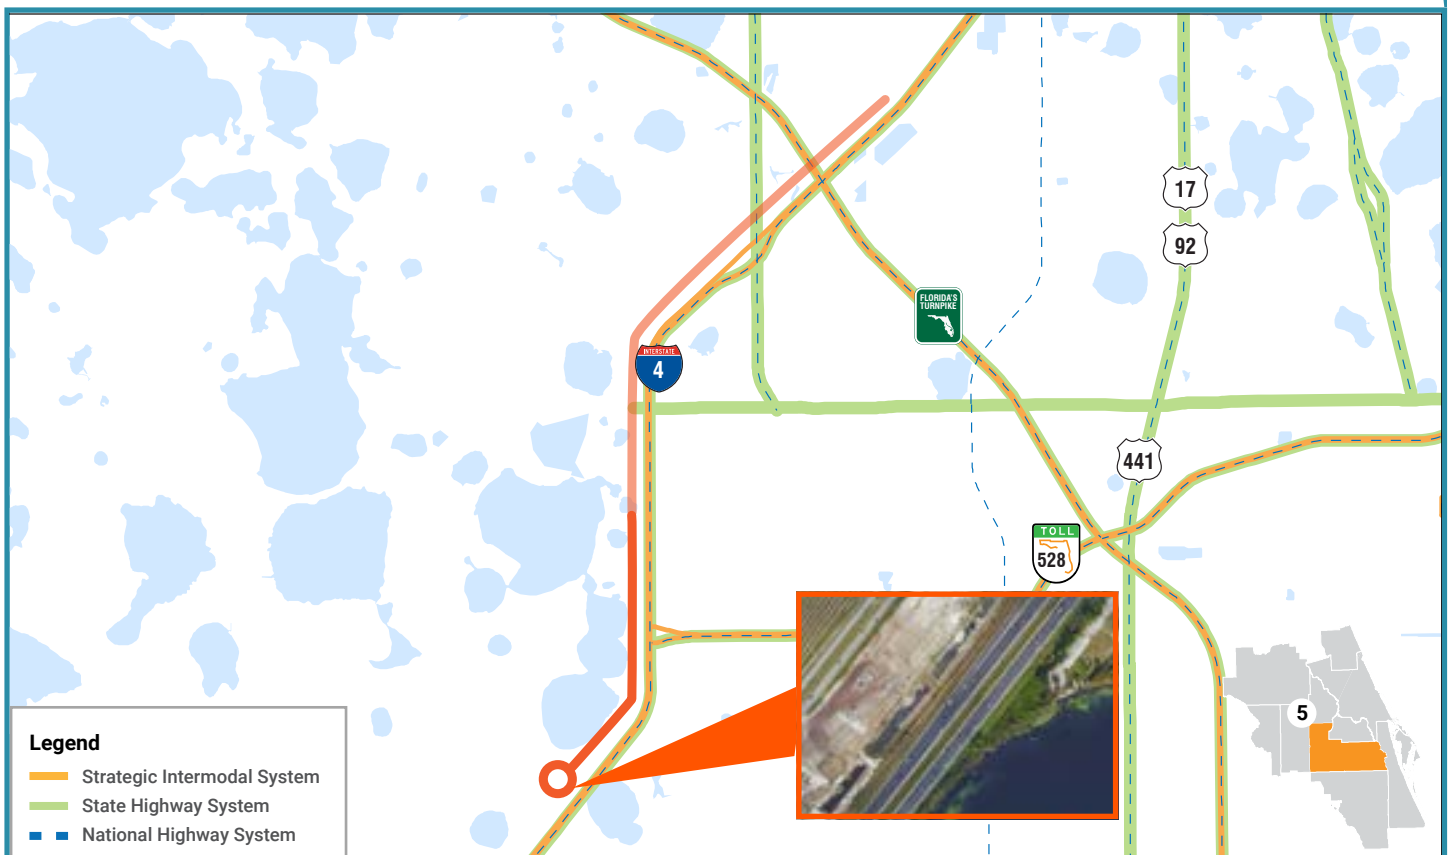 17
92
FLORIDA'S
TURNPIKE
INTERSTATE
4
441
TOLL
528
5
Legend
Strategic Intermodal System
State Highway System
National Highway System